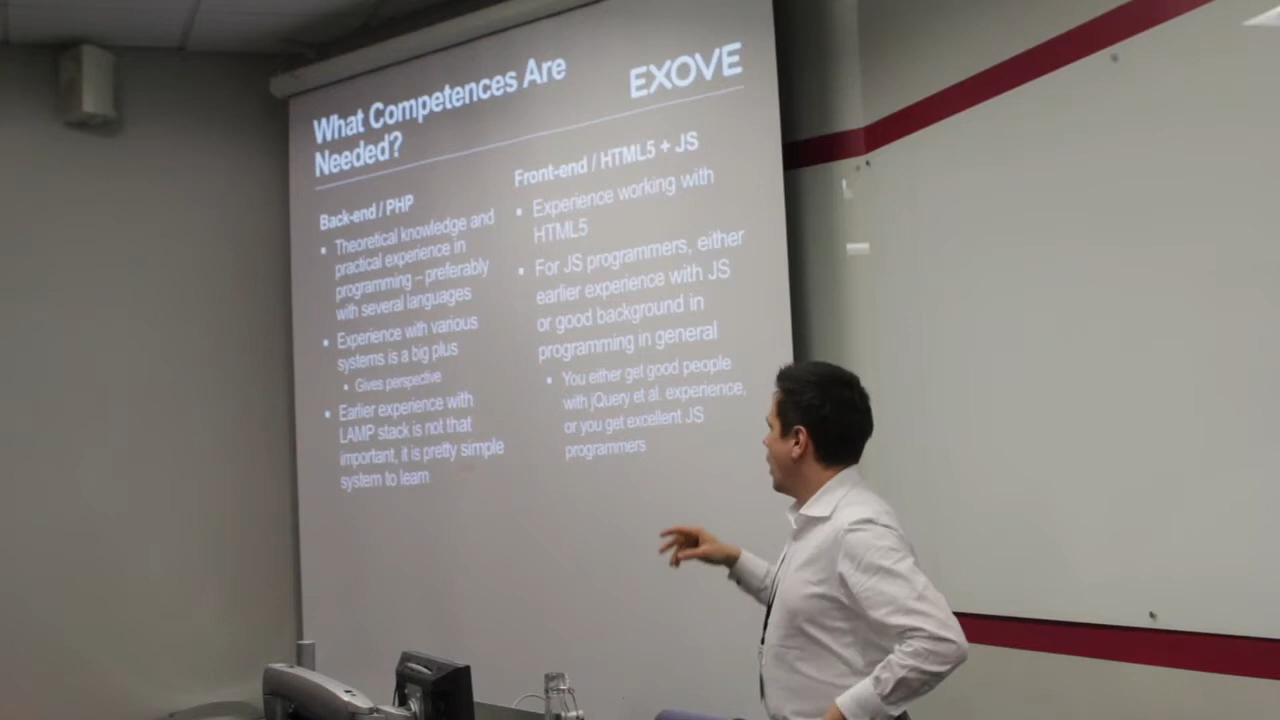 What Competences Are
Needed?
EXOVE
Back-end / PHP
▪ Theoretical knowledge and
practical experience in
programming – preferably
with several languages
▪ Experience with various
systems is a big plus
▪ Gives perspective
▪ Earlier experience with
LAMP stack is not that
important, it is pretty simple
system to learn
Front-end / HTML5 + JS
▪ Experience working with
HTML5
▪ For JS programmers, either
earlier experience with JS
or good background in
programming in general
▪ You either get good people
with jQuery et al. experience,
or you get excellent JS
programmers